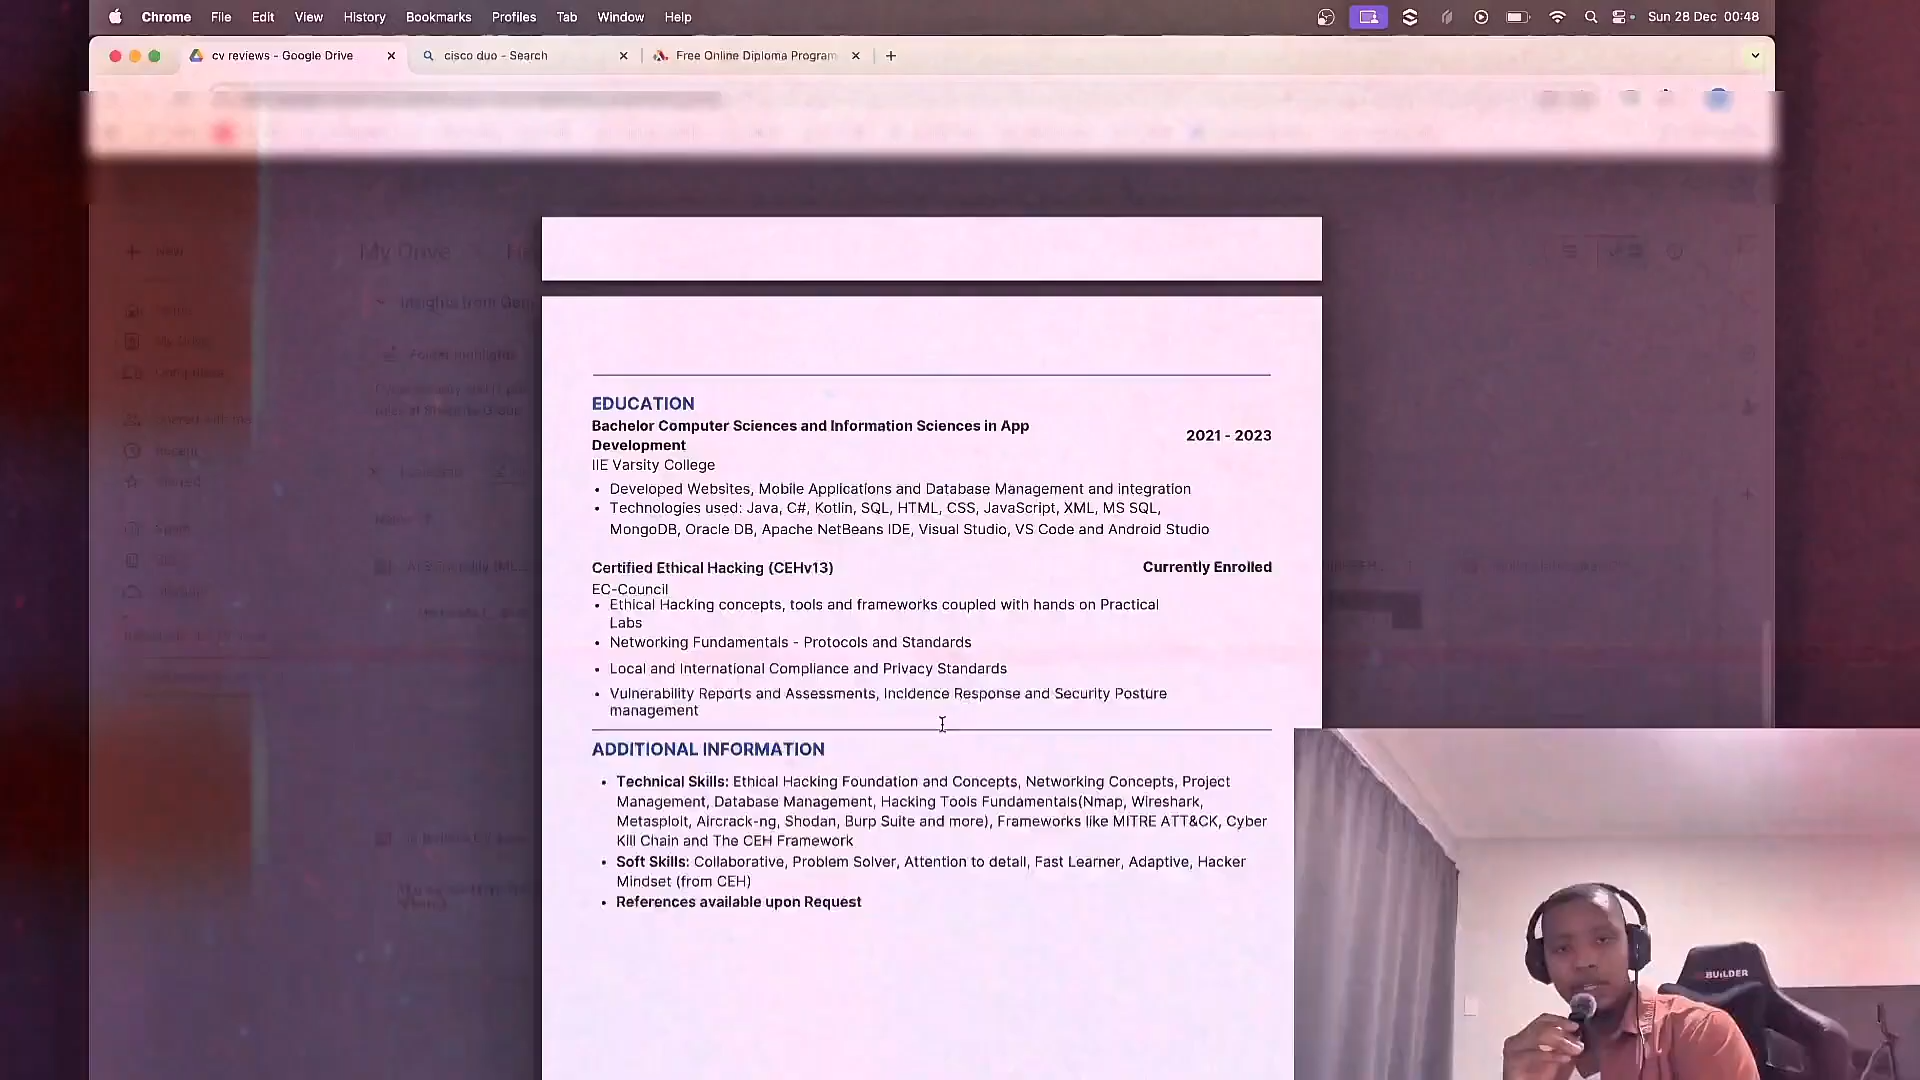 Chrome File Edit View History Bookmarks Profiles Tab Window Help Sun 28 Dec 00:48
cv reviews - Google Drive cisco duo - Search Free Online Diploma Program
My Drive
EDUCATION
Bachelor Computer Sciences and Information Sciences in App
Development
2021 - 2023
IIE Varsity College
• Developed Websites, Mobile Applications and Database Management and integration
• Technologies used: Java, C#, Kotlin, SQL, HTML, CSS, JavaScript, XML, MS SQL,
MongoDB, Oracle DB, Apache NetBeans IDE, Visual Studio, VS Code and Android Studio
Certified Ethical Hacking (CEHv13) Currently Enrolled
EC-Council
• Ethical Hacking concepts, tools and frameworks coupled with hands on Practical
Labs
• Networking Fundamentals - Protocols and Standards
• Local and International Compliance and Privacy Standards
• Vulnerability Reports and Assessments, Incidence Response and Security Posture
management
ADDITIONAL INFORMATION
• Technical Skills: Ethical Hacking Foundation and Concepts, Networking Concepts, Project
Management, Database Management, Hacking Tools Fundamentals(Nmap, Wireshark,
Metasploit, Aircrack-ng, Shodan, Burp Suite and more), Frameworks like MITRE ATT&CK, Cyber
Kill Chain and The CEH Framework
• Soft Skills: Collaborative, Problem Solver, Attention to detail, Fast Learner, Adaptive, Hacker
Mindset (from CEH)
• References available upon Request
BUILDER